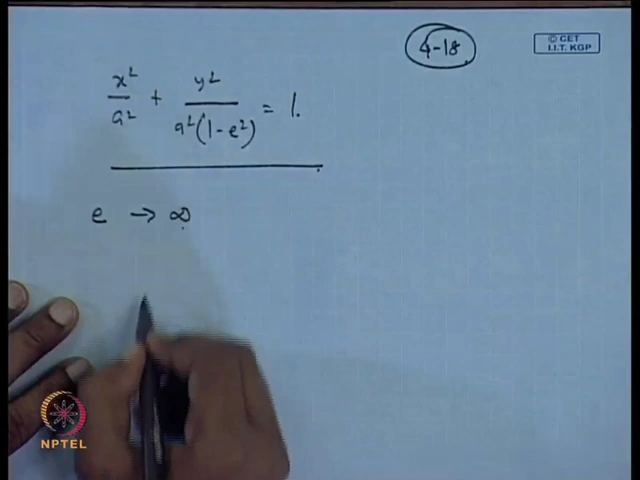 4-18
© CET
I.I.T. KGP
x²/a² + y²/a²(1-e²) = 1.
e → ∞
NPTEL